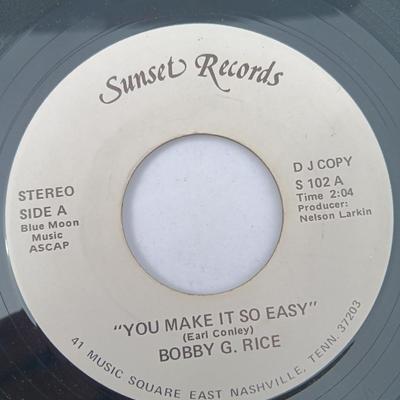 Sunset Records
STEREO
SIDE A
Blue Moon
Music
ASCAP
D J COPY
S 102 A
Time 2:04
Producer:
Nelson Larkin
"YOU MAKE IT SO EASY"
(Earl Conley)
BOBBY G. RICE
41 MUSIC SQUARE EAST NASHVILLE, TENN. 37203